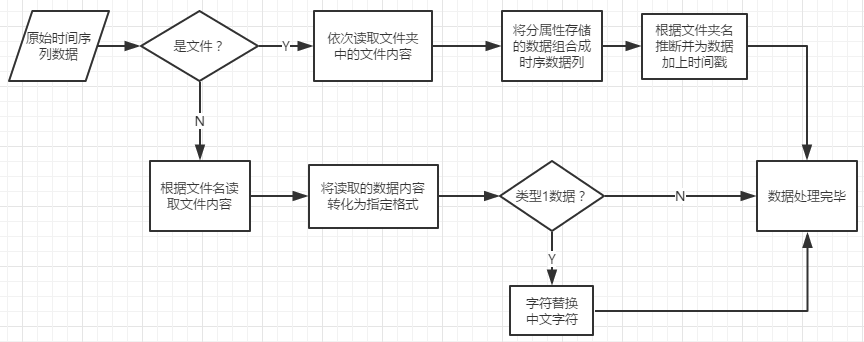 原始时间序
列数据
是文件？
Y
依次读取文件夹
中的文件内容
将分属性存储
的数据组合成
时序数据列
根据文件夹名
推断并为数据
加上时间戳
N
根据文件名读
取文件内容
将读取的数据内容
转化为指定格式
类型1数据？
N
数据处理完毕
Y
字符替换
中文字符